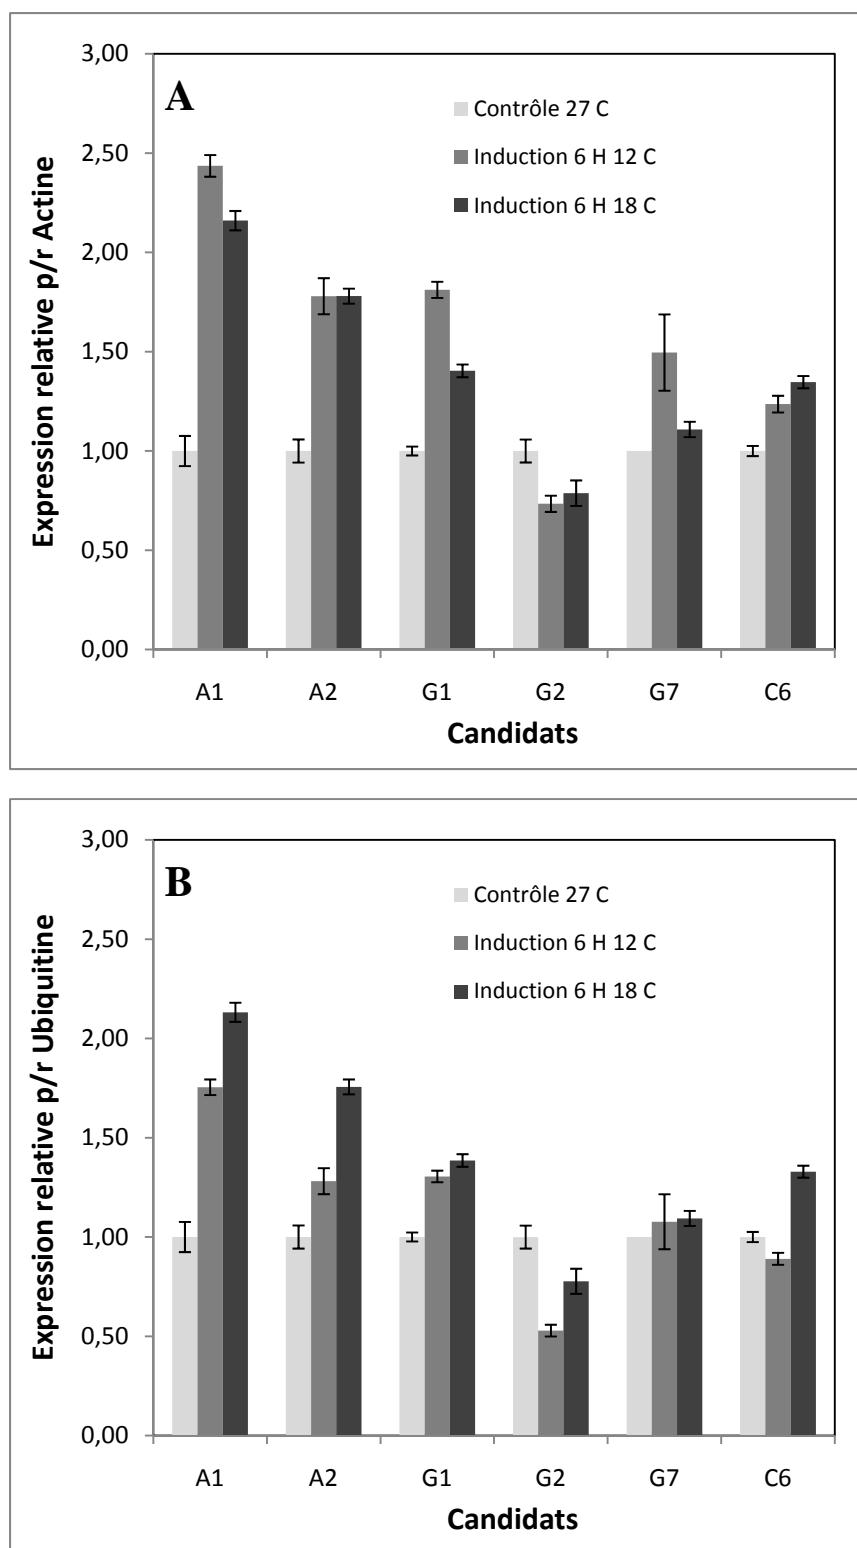 A
Contrôle 27 C
Induction 6 H 12 C
Induction 6 H 18 C
Expression relative p/r Actine
3,00
2,50
2,00
1,50
1,00
0,50
0,00
A1 A2 G1 G2 G7 C6
Candidats
B
Contrôle 27 C
Induction 6 H 12 C
Induction 6 H 18 C
Expression relative p/r Ubiquitine
3,00
2,50
2,00
1,50
1,00
0,50
0,00
A1 A2 G1 G2 G7 C6
Candidats